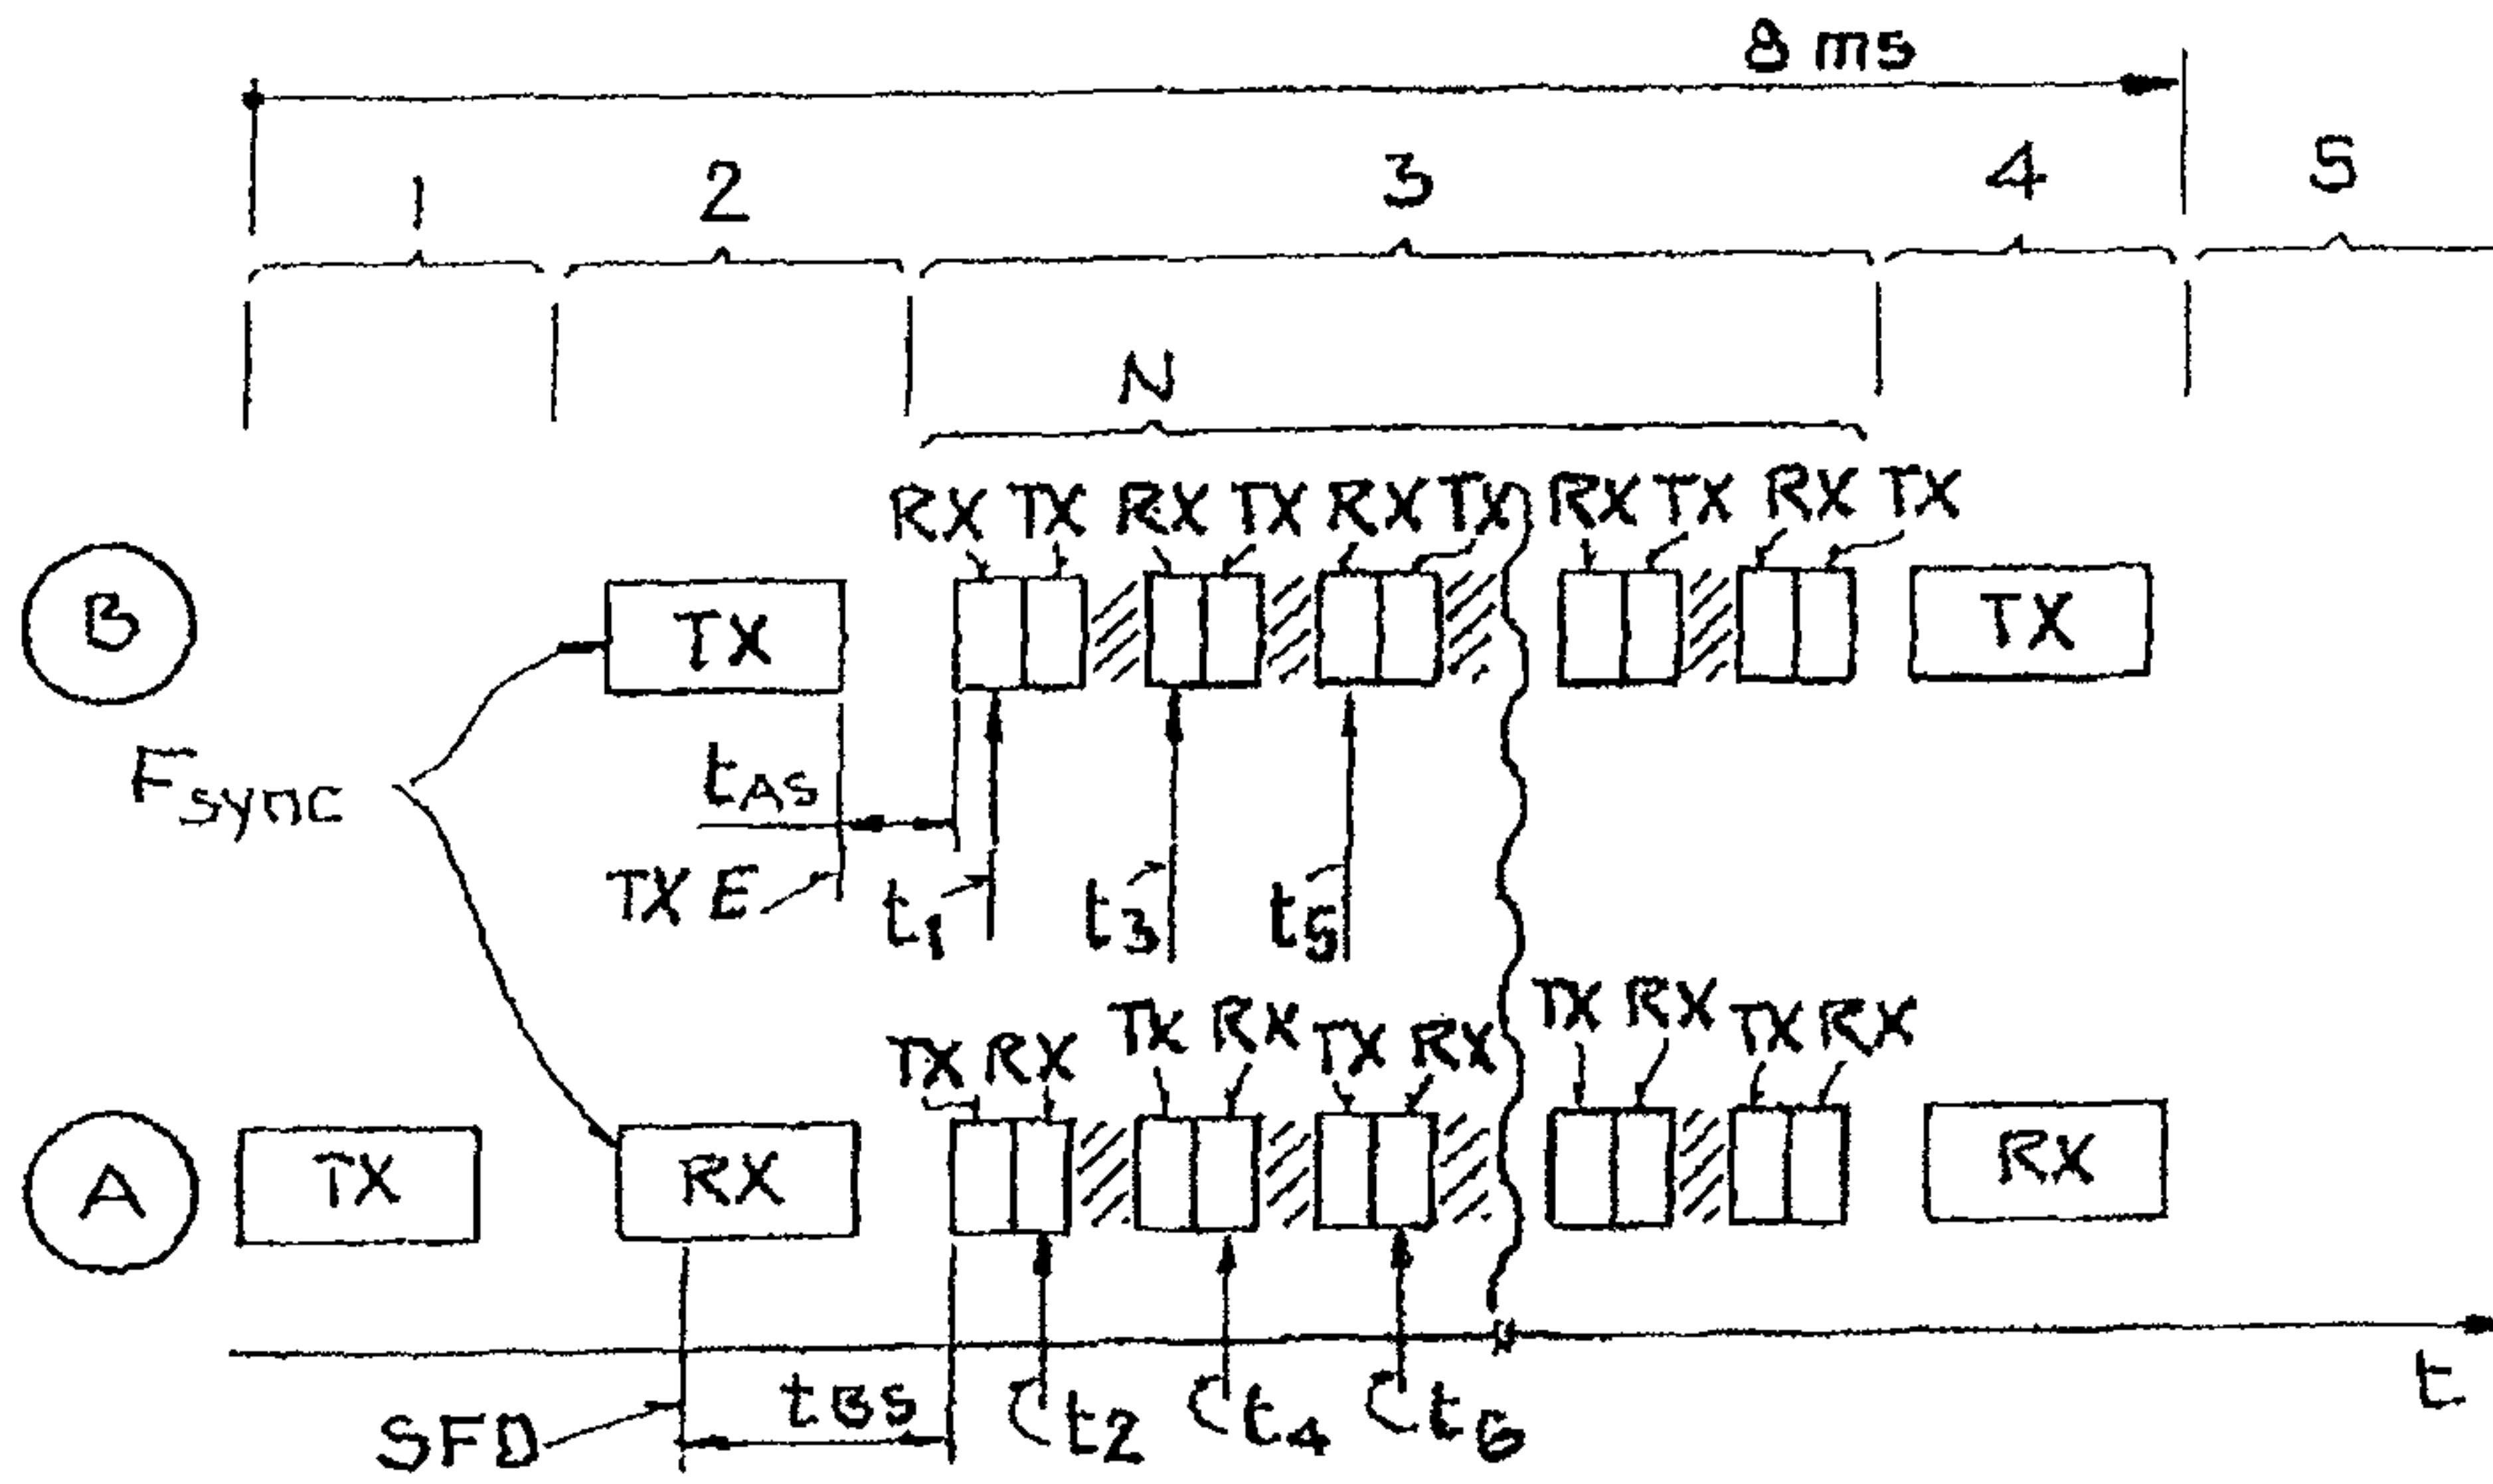 8 ms
1 2 3 4 5
N
RX TX RX TX RX TX RX TX RX TX
B TX TX
Fsync
tAS
TXE t1 t3 t5
TX RX TX RX TX RX TX RX TX RX
A TX RX RX
t
SFD tBS t2 t4 t6